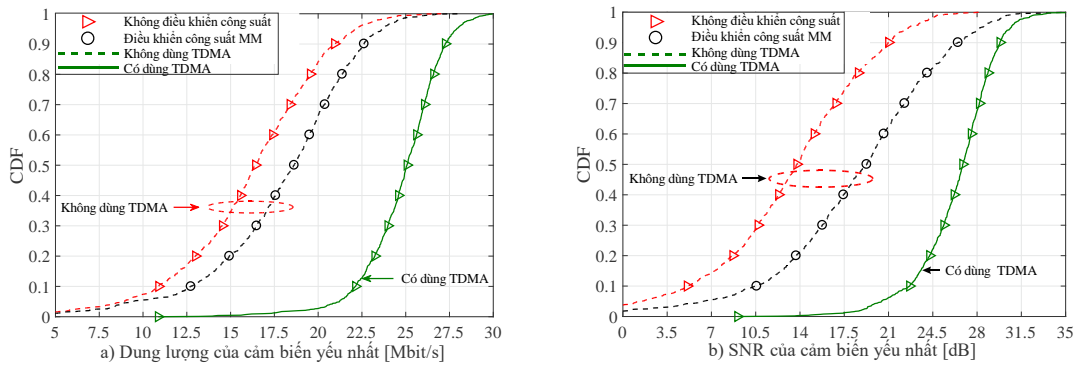 Không điều khiển công suất
Điều khiển công suất MM
Không dùng TDMA
Có dùng TDMA
CDF
1
0.9
0.8
0.7
0.6
0.5
0.4
0.3
0.2
0.1
0
Không dùng TDMA
Có dùng TDMA
5 7.5 10 12.5 15 17.5 20 22.5 25 27.5 30
a) Dung lượng của cảm biến yếu nhất [Mbit/s]
Không điều khiển công suất
Điều khiển công suất MM
Không dùng TDMA
Có dùng TDMA
CDF
1
0.9
0.8
0.7
0.6
0.5
0.4
0.3
0.2
0.1
0
Không dùng TDMA
Có dùng TDMA
0 3.5 7 10.5 14 17.5 21 24.5 28 31.5 35
b) SNR của cảm biến yếu nhất [dB]